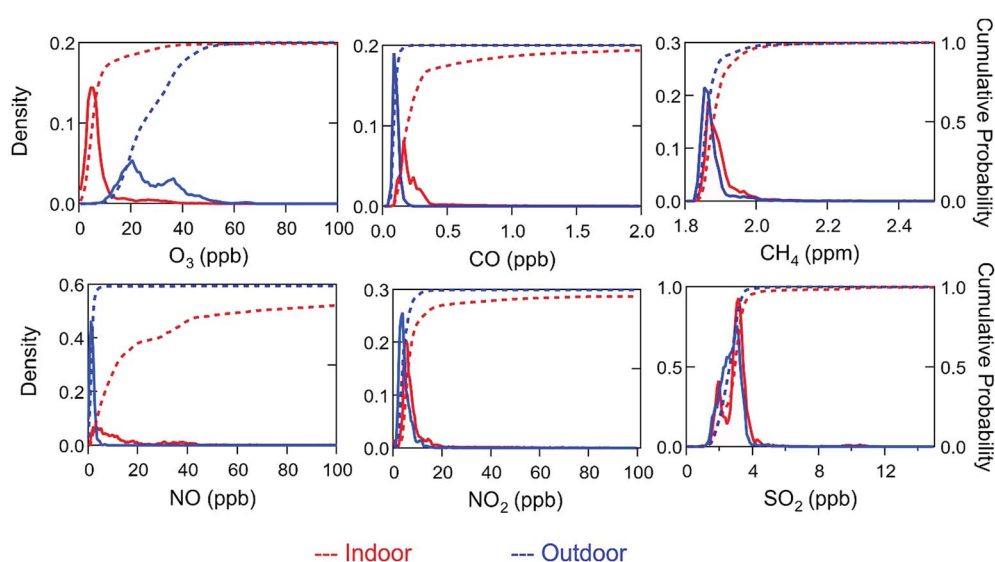 0.2
0.1
0.0
Density
0 20 40 60 80 100
O3 (ppb)
0.2
0.1
0.0
0.0 0.5 1.0 1.5 2.0
CO (ppb)
0.3
0.2
0.1
0.0
1.8 2.0 2.2 2.4
CH4 (ppm)
1.0
0.5
0.0
Cumulative Probability
0.6
0.4
0.2
0.0
Density
0 20 40 60 80 100
NO (ppb)
0.3
0.2
0.1
0.0
0 20 40 60 80 100
NO2 (ppb)
1.0
0.5
0.0
0 4 8 12
SO2 (ppb)
1.0
0.5
0.0
Cumulative Probability
--- Indoor
--- Outdoor